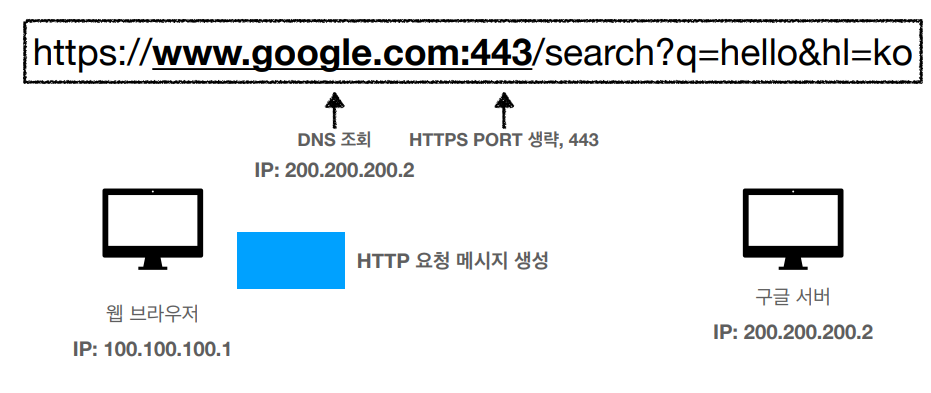 https://www.google.com:443/search?q=hello&hl=ko
DNS 조회
HTTPS PORT 생략, 443
IP: 200.200.200.2
HTTP 요청 메시지 생성
웹 브라우저
IP: 100.100.100.1
구글 서버
IP: 200.200.200.2